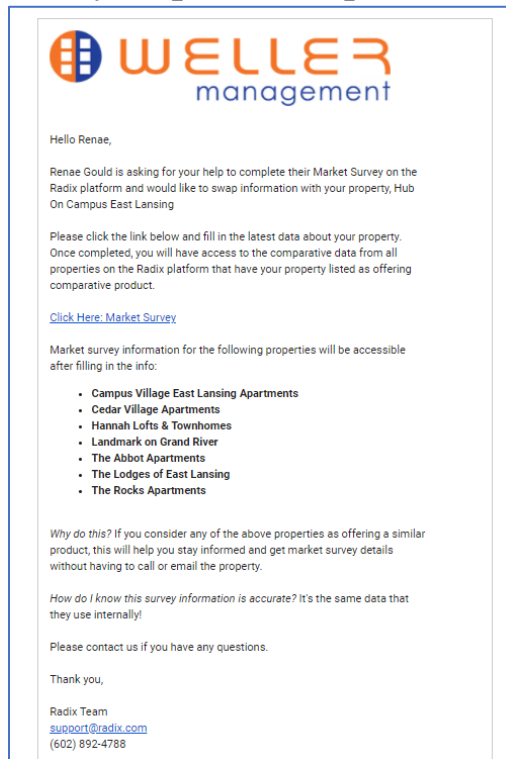 WELLER
management
Hello Renae,
Renae Gould is asking for your help to complete their Market Survey on the
Radix platform and would like to swap information with your property, Hub
On Campus East Lansing
Please click the link below and fill in the latest data about your property.
Once completed, you will have access to the comparative data from all
properties on the Radix platform that have your property listed as offering
comparative product.
Click Here: Market Survey
Market survey information for the following properties will be accessible
after filling in the info:
• Campus Village East Lansing Apartments
• Cedar Village Apartments
• Hannah Lofts & Townhomes
• Landmark on Grand River
• The Abbot Apartments
• The Lodges of East Lansing
• The Rocks Apartments
Why do this? If you consider any of the above properties as offering a similar
product, this will help you stay informed and get market survey details
without having to call or email the property.
How do I know this survey information is accurate? It's the same data that
they use internally!
Please contact us if you have any questions.
Thank you,
Radix Team
support@radix.com
(602) 892-4788